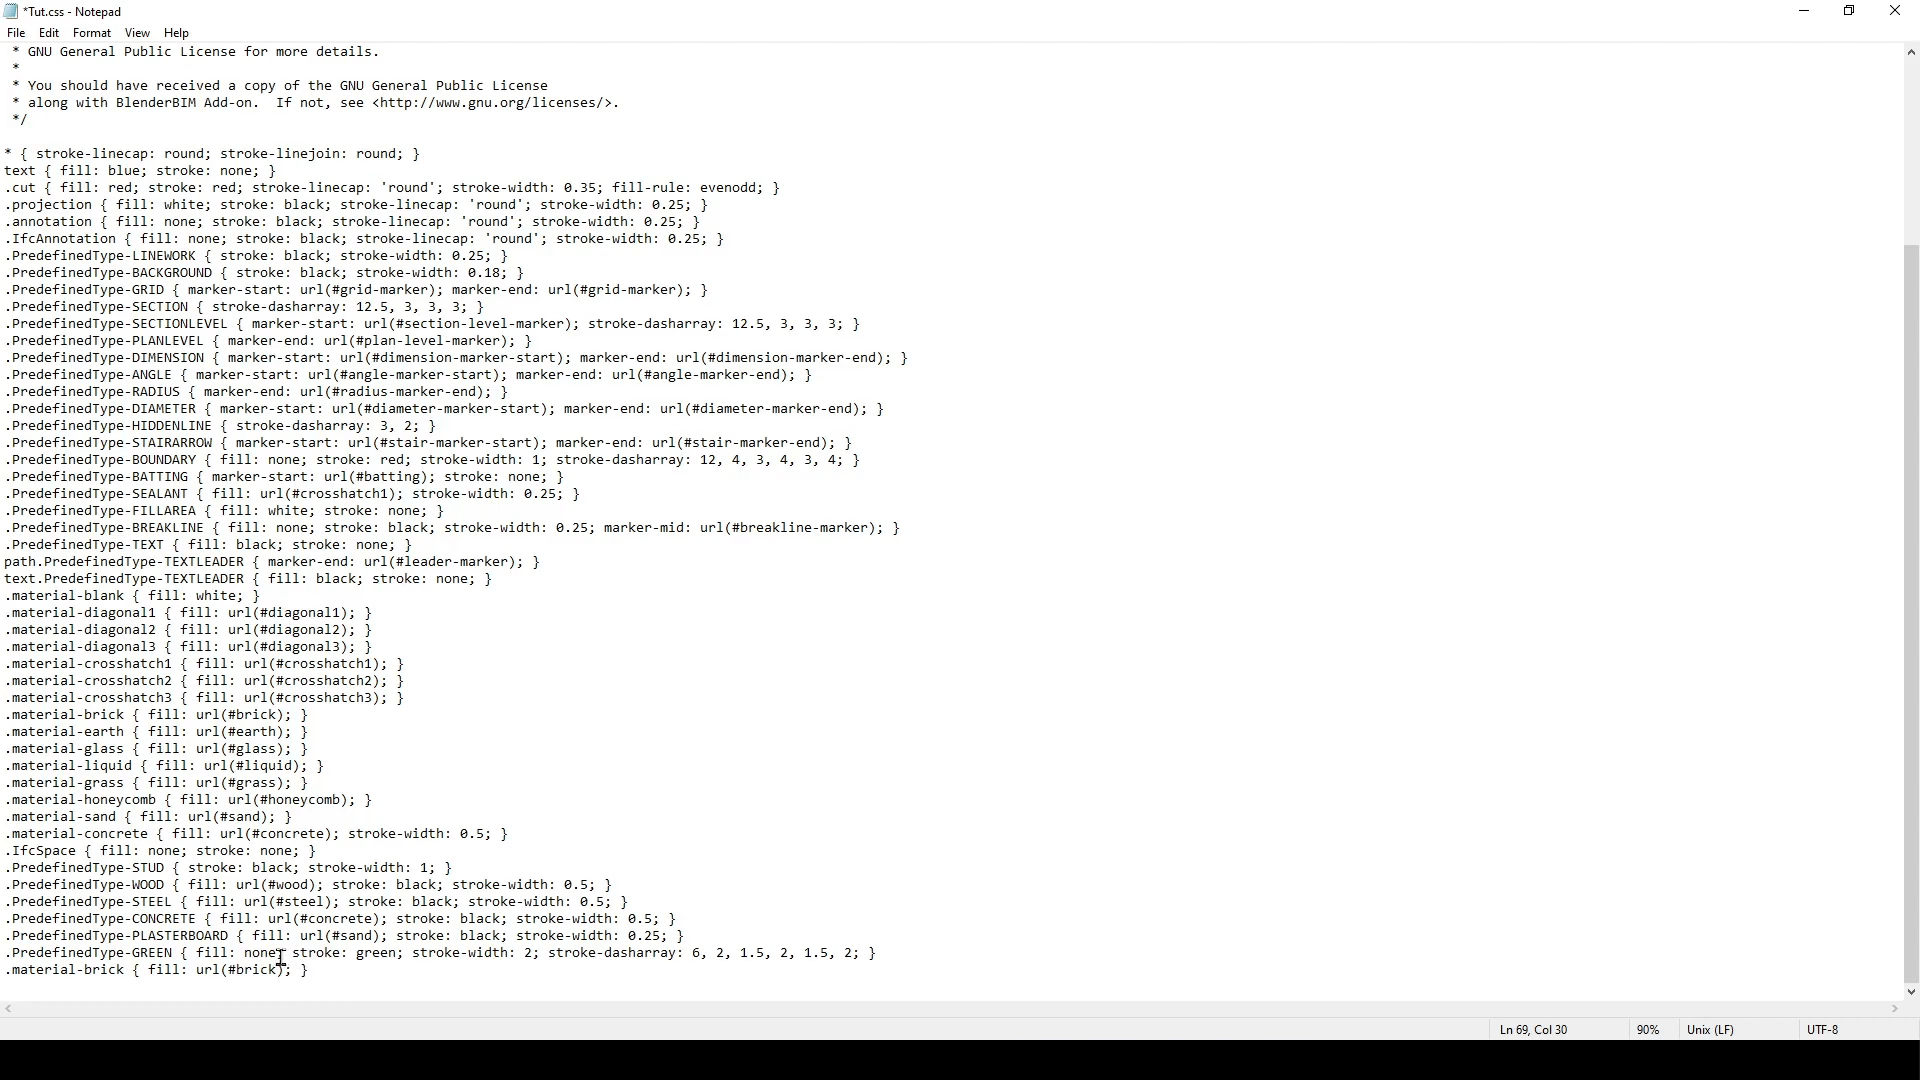 *Tut.css - Notepad
File Edit Format View Help
* GNU General Public License for more details.
*
* You should have received a copy of the GNU General Public License
* along with BlenderBIM Add-on.  If not, see <http://www.gnu.org/licenses/>.
*/
* { stroke-linecap: round; stroke-linejoin: round; }
text { fill: blue; stroke: none; }
.cut { fill: red; stroke: red; stroke-linecap: 'round'; stroke-width: 0.35; fill-rule: evenodd; }
.projection { fill: white; stroke: black; stroke-linecap: 'round'; stroke-width: 0.25; }
.annotation { fill: none; stroke: black; stroke-linecap: 'round'; stroke-width: 0.25; }
.IfcAnnotation { fill: none; stroke: black; stroke-linecap: 'round'; stroke-width: 0.25; }
.PredefinedType-LINEWORK { stroke: black; stroke-width: 0.25; }
.PredefinedType-BACKGROUND { stroke: black; stroke-width: 0.18; }
.PredefinedType-GRID { marker-start: url(#grid-marker); marker-end: url(#grid-marker); }
.PredefinedType-SECTION { stroke-dasharray: 12.5, 3, 3, 3; }
.PredefinedType-SECTIONLEVEL { marker-start: url(#section-level-marker); stroke-dasharray: 12.5, 3, 3, 3; }
.PredefinedType-PLANLEVEL { marker-end: url(#plan-level-marker); }
.PredefinedType-DIMENSION { marker-start: url(#dimension-marker-start); marker-end: url(#dimension-marker-end); }
.PredefinedType-ANGLE { marker-start: url(#angle-marker-start); marker-end: url(#angle-marker-end); }
.PredefinedType-RADIUS { marker-end: url(#radius-marker-end); }
.PredefinedType-DIAMETER { marker-start: url(#diameter-marker-start); marker-end: url(#diameter-marker-end); }
.PredefinedType-HIDDENLINE { stroke-dasharray: 3, 2; }
.PredefinedType-STAIRARROW { marker-start: url(#stair-marker-start); marker-end: url(#stair-marker-end); }
.PredefinedType-BOUNDARY { fill: none; stroke: red; stroke-width: 1; stroke-dasharray: 12, 4, 3, 4, 3, 4; }
.PredefinedType-BATTING { marker-start: url(#batting); stroke: none; }
.PredefinedType-SEALANT { fill: url(#crosshatch1); stroke-width: 0.25; }
.PredefinedType-FILLAREA { fill: white; stroke: none; }
.PredefinedType-BREAKLINE { fill: none; stroke: black; stroke-width: 0.25; marker-mid: url(#breakline-marker); }
.PredefinedType-TEXT { fill: black; stroke: none; }
path.PredefinedType-TEXTLEADER { marker-end: url(#leader-marker); }
text.PredefinedType-TEXTLEADER { fill: black; stroke: none; }
.material-blank { fill: white; }
.material-diagonal1 { fill: url(#diagonal1); }
.material-diagonal2 { fill: url(#diagonal2); }
.material-diagonal3 { fill: url(#diagonal3); }
.material-crosshatch1 { fill: url(#crosshatch1); }
.material-crosshatch2 { fill: url(#crosshatch2); }
.material-crosshatch3 { fill: url(#crosshatch3); }
.material-brick { fill: url(#brick); }
.material-earth { fill: url(#earth); }
.material-glass { fill: url(#glass); }
.material-liquid { fill: url(#liquid); }
.material-grass { fill: url(#grass); }
.material-honeycomb { fill: url(#honeycomb); }
.material-sand { fill: url(#sand); }
.material-concrete { fill: url(#concrete); stroke-width: 0.5; }
.IfcSpace { fill: none; stroke: none; }
.PredefinedType-STUD { stroke: black; stroke-width: 1; }
.PredefinedType-WOOD { fill: url(#wood); stroke: black; stroke-width: 0.5; }
.PredefinedType-STEEL { fill: url(#steel); stroke: black; stroke-width: 0.5; }
.PredefinedType-CONCRETE { fill: url(#concrete); stroke: black; stroke-width: 0.5; }
.PredefinedType-PLASTERBOARD { fill: url(#sand); stroke: black; stroke-width: 0.25; }
.PredefinedType-GREEN { fill: none; stroke: green; stroke-width: 2; stroke-dasharray: 6, 2, 1.5, 2, 1.5, 2; }
.material-brick { fill: url(#brick); }
Ln 69, Col 30 90% Unix (LF) UTF-8